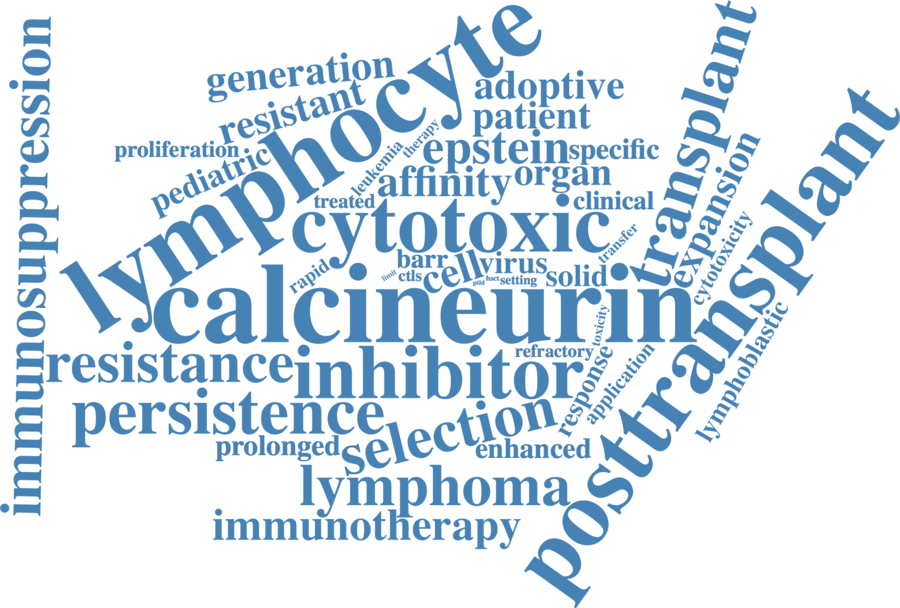 immunosuppression
lymphocyte
generation
resistant
adoptive
patient
transplant
proliferation
pediatric
leukemia
therapy
epstein
specific
treated
affinity
organ
clinical
expansion
cytotoxic
transfer
cytotoxicity
posttransplant
rapid
limit
barr
ctls
cell
virus
ptld
hsct
setting
solid
calcineurin
toxicity
lymphoblastic
resistance
inhibitor
refractory
response
application
persistence
selection
prolonged
enhanced
lymphoma
immunotherapy